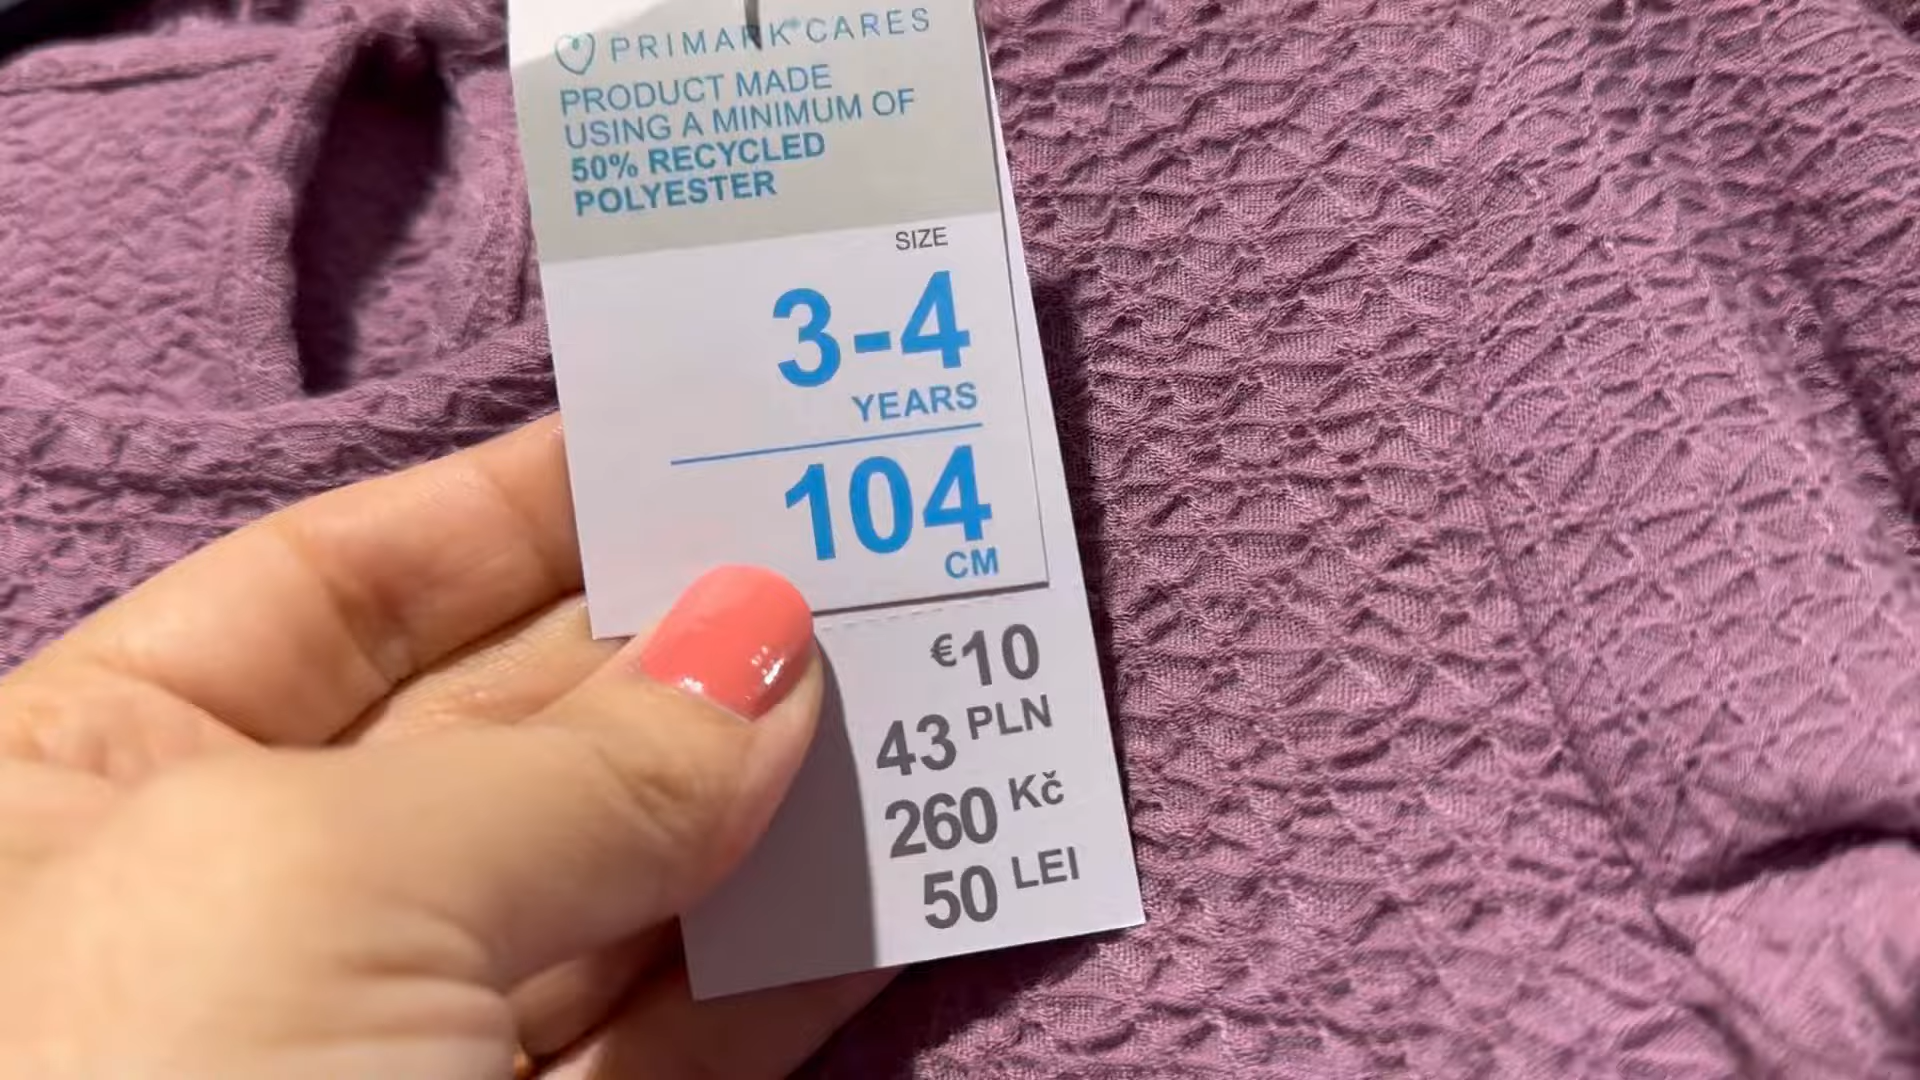 PRIMARK® CARES
PRODUCT MADE
USING A MINIMUM OF
50% RECYCLED
POLYESTER
SIZE
3-4
YEARS
104
CM
€10
43 PLN
260 Kč
50 LEI